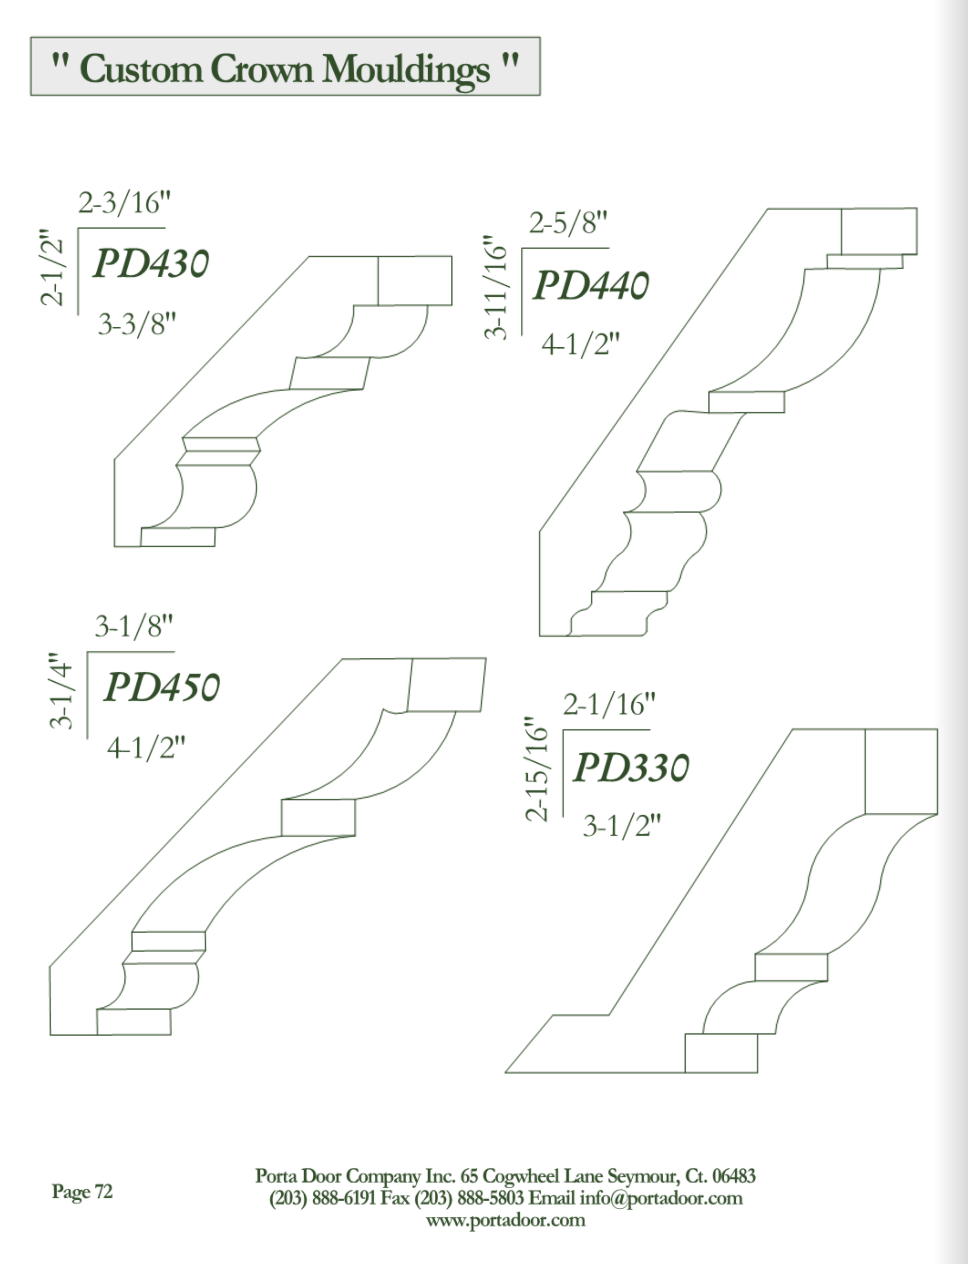 " Custom Crown Mouldings "
2-3/16"
2-1/2"
PD430
3-3/8"
2-5/8"
3-11/16"
PD440
4-1/2"
3-1/8"
3-1/4"
PD450
4-1/2"
2-1/16"
2-15/16"
PD330
3-1/2"
Page 72
Porta Door Company Inc. 65 Cogwheel Lane Seymour, Ct. 06483
(203) 888-6191 Fax (203) 888-5803 Email info@portadoor.com
www.portadoor.com